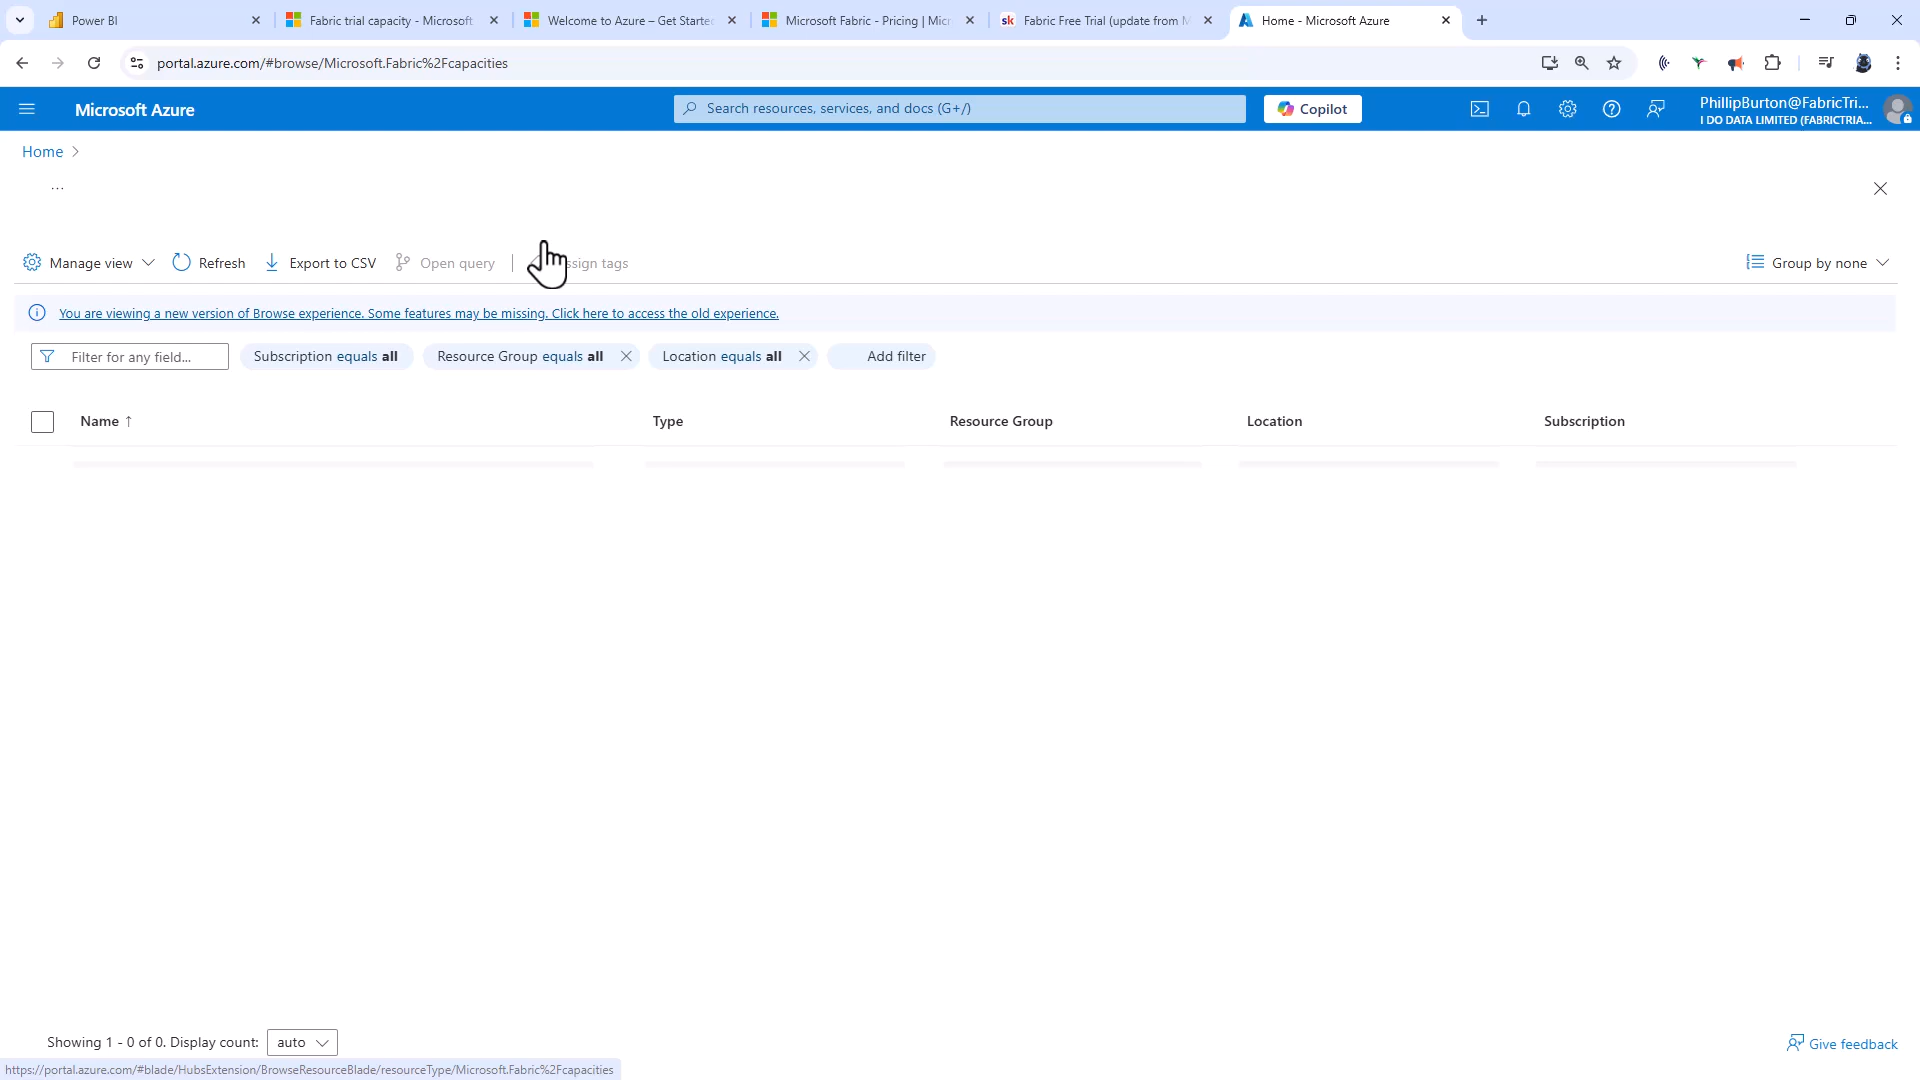 Power BI
Fabric trial capacity - Microsoft
Welcome to Azure – Get Starte
Microsoft Fabric - Pricing | Micr
sk Fabric Free Trial (update from M
Home - Microsoft Azure
portal.azure.com/#browse/Microsoft.Fabric%2Fcapacities
Microsoft Azure
Search resources, services, and docs (G+/)
Copilot
PhillipBurton@FabricTri...
I DO DATA LIMITED (FABRICTRIA...
Home
...
Manage view
Refresh
Export to CSV
Open query
ssign tags
Group by none
You are viewing a new version of Browse experience. Some features may be missing. Click here to access the old experience.
Filter for any field...
Subscription equals all
Resource Group equals all
Location equals all
Add filter
Name ↑
Type
Resource Group
Location
Subscription
Showing 1 - 0 of 0. Display count:
auto
Give feedback
https://portal.azure.com/#blade/HubsExtension/BrowseResourceBlade/resourceType/Microsoft.Fabric%2Fcapacities